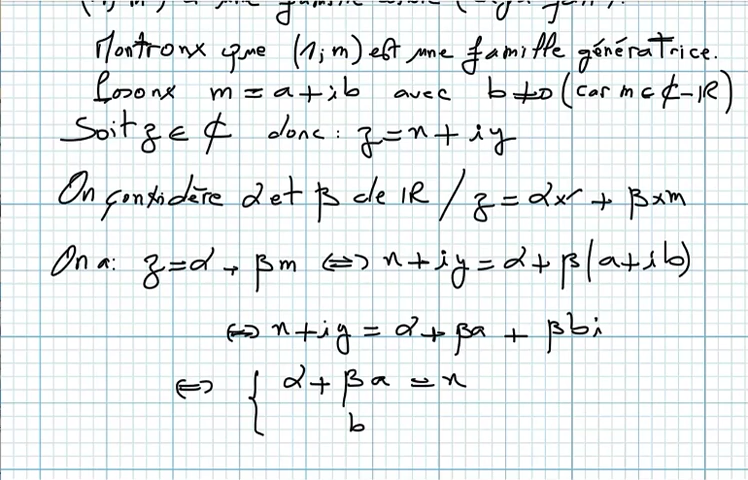 Montrons que (1; m) est une famille génératrice.
Posons m = a + ib avec b ≠ 0 (car m ∈ ℂ - ℝ)
Soit z ∈ ℂ donc : z = x + iy
On considère α et β de ℝ / z = α×1 + β×m
On a : z = α + βm ⟺ x + iy = α + β(a + ib)
⟺ x + iy = α + βa + βbi
⟺ { α + βa = x
b